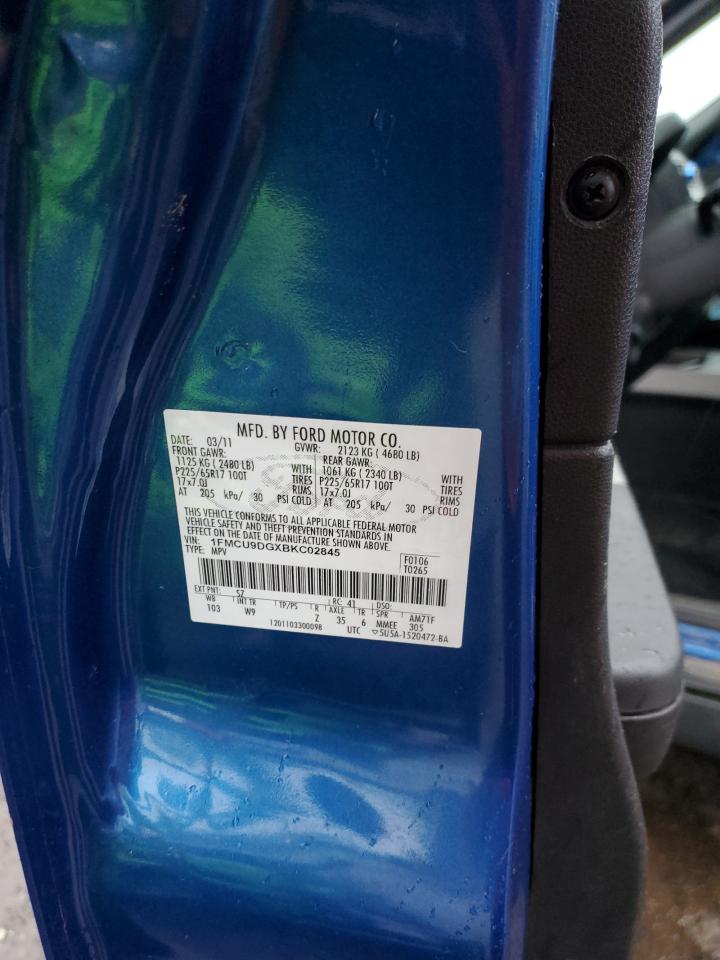 MFD. BY FORD MOTOR CO.
DATE: 03/11 GVWR: 2123 KG ( 4680 LB)
FRONT GAWR: REAR GAWR:
1125 KG (2480 LB) WITH 1061 KG ( 2340 LB) WITH
P225/65R17 100T TIRES P225/65R17 100T TIRES
17x7.0J RIMS 17x7.0J RIMS
AT 205 kPa/ 30 PSI COLD AT 205 kPa/ 30 PSI COLD
THIS VEHICLE CONFORMS TO ALL APPLICABLE FEDERAL MOTOR
VEHICLE SAFETY AND THEFT PREVENTION STANDARDS IN
EFFECT ON THE DATE OF MANUFACTURE SHOWN ABOVE.
VIN: 1FMCU9DGXBKC02845
TYPE: MPV
F0106
T0265
EXT PNT: SZ RC: 41 DSO:
WB INT TR TP/PS R AXLE TR SPR AM71F
103 W9 Z 35 6 MMEE 305
12011033000098 UTC ▽5U5A-1520472-BA